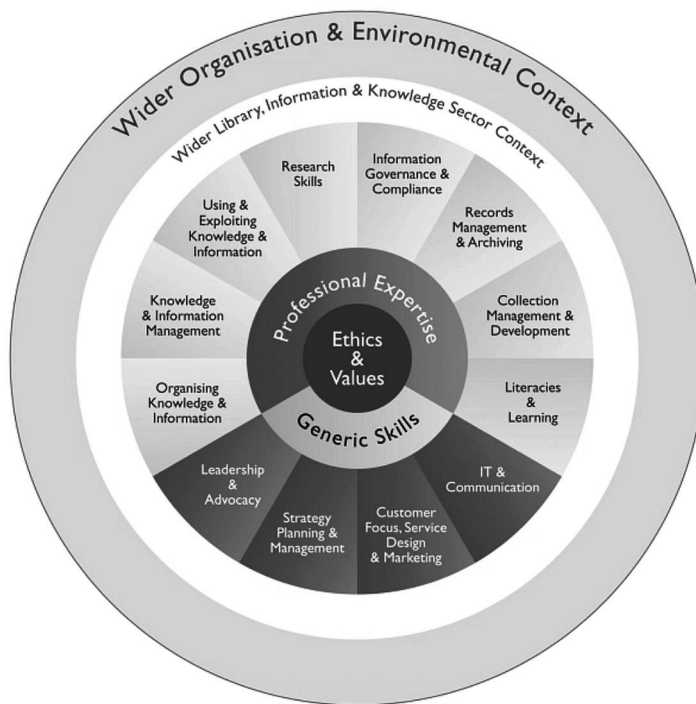 Wider Organisation & Environmental Context
Wider Library, Information & Knowledge Sector Context
Research
Skills
Information
Governance &
Compliance
Records
Management
& Archiving
Collection
Management &
Development
Literacies
&
Learning
IT &
Communication
Customer
Focus, Service
Design
& Marketing
Strategy
Planning &
Management
Leadership
&
Advocacy
Organising
Knowledge &
Information
Knowledge
& Information
Management
Using &
Exploiting
Knowledge &
Information
Professional Expertise
Ethics
&
Values
Generic Skills